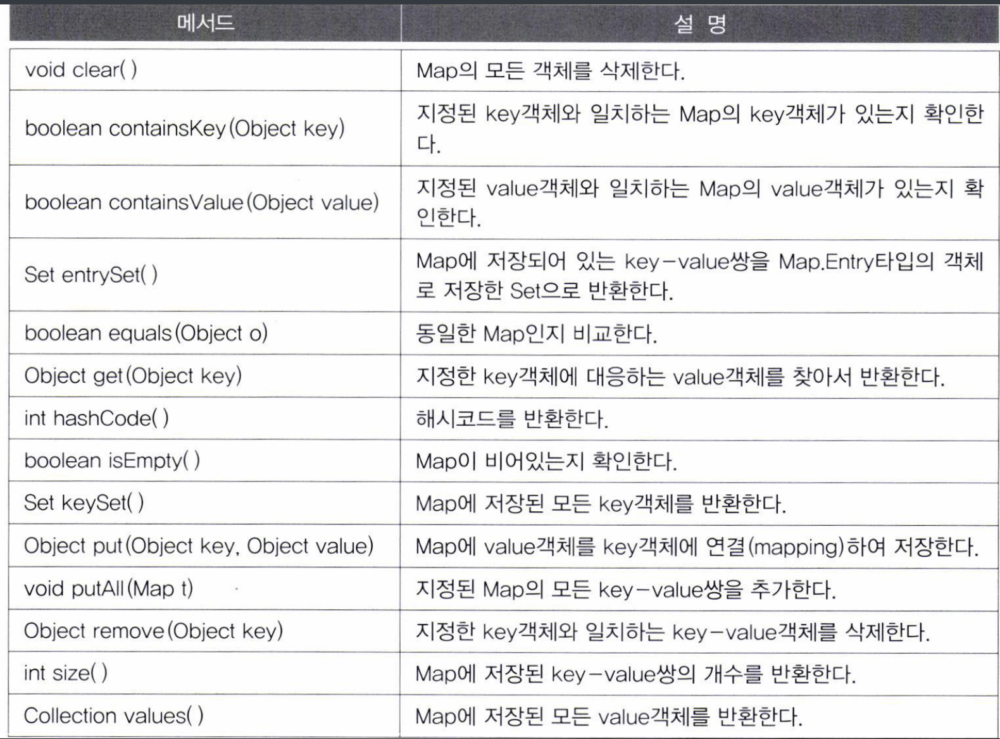 메서드 설 명
void clear( ) Map의 모든 객체를 삭제한다.
boolean containsKey(Object key) 지정된 key객체와 일치하는 Map의 key객체가 있는지 확인한
다.
boolean containsValue(Object value) 지정된 value객체와 일치하는 Map의 value객체가 있는지 확
인한다.
Set entrySet( ) Map에 저장되어 있는 key-value쌍을 Map.Entry타입의 객체
로 저장한 Set으로 반환한다.
boolean equals(Object o) 동일한 Map인지 비교한다.
Object get(Object key) 지정한 key객체에 대응하는 value객체를 찾아서 반환한다.
int hashCode( ) 해시코드를 반환한다.
boolean isEmpty( ) Map이 비어있는지 확인한다.
Set keySet( ) Map에 저장된 모든 key객체를 반환한다.
Object put(Object key, Object value) Map에 value객체를 key객체에 연결(mapping)하여 저장한다.
void putAll(Map t) 지정된 Map의 모든 key-value쌍을 추가한다.
Object remove(Object key) 지정한 key객체와 일치하는 key-value객체를 삭제한다.
int size( ) Map에 저장된 key-value쌍의 개수를 반환한다.
Collection values( ) Map에 저장된 모든 value객체를 반환한다.